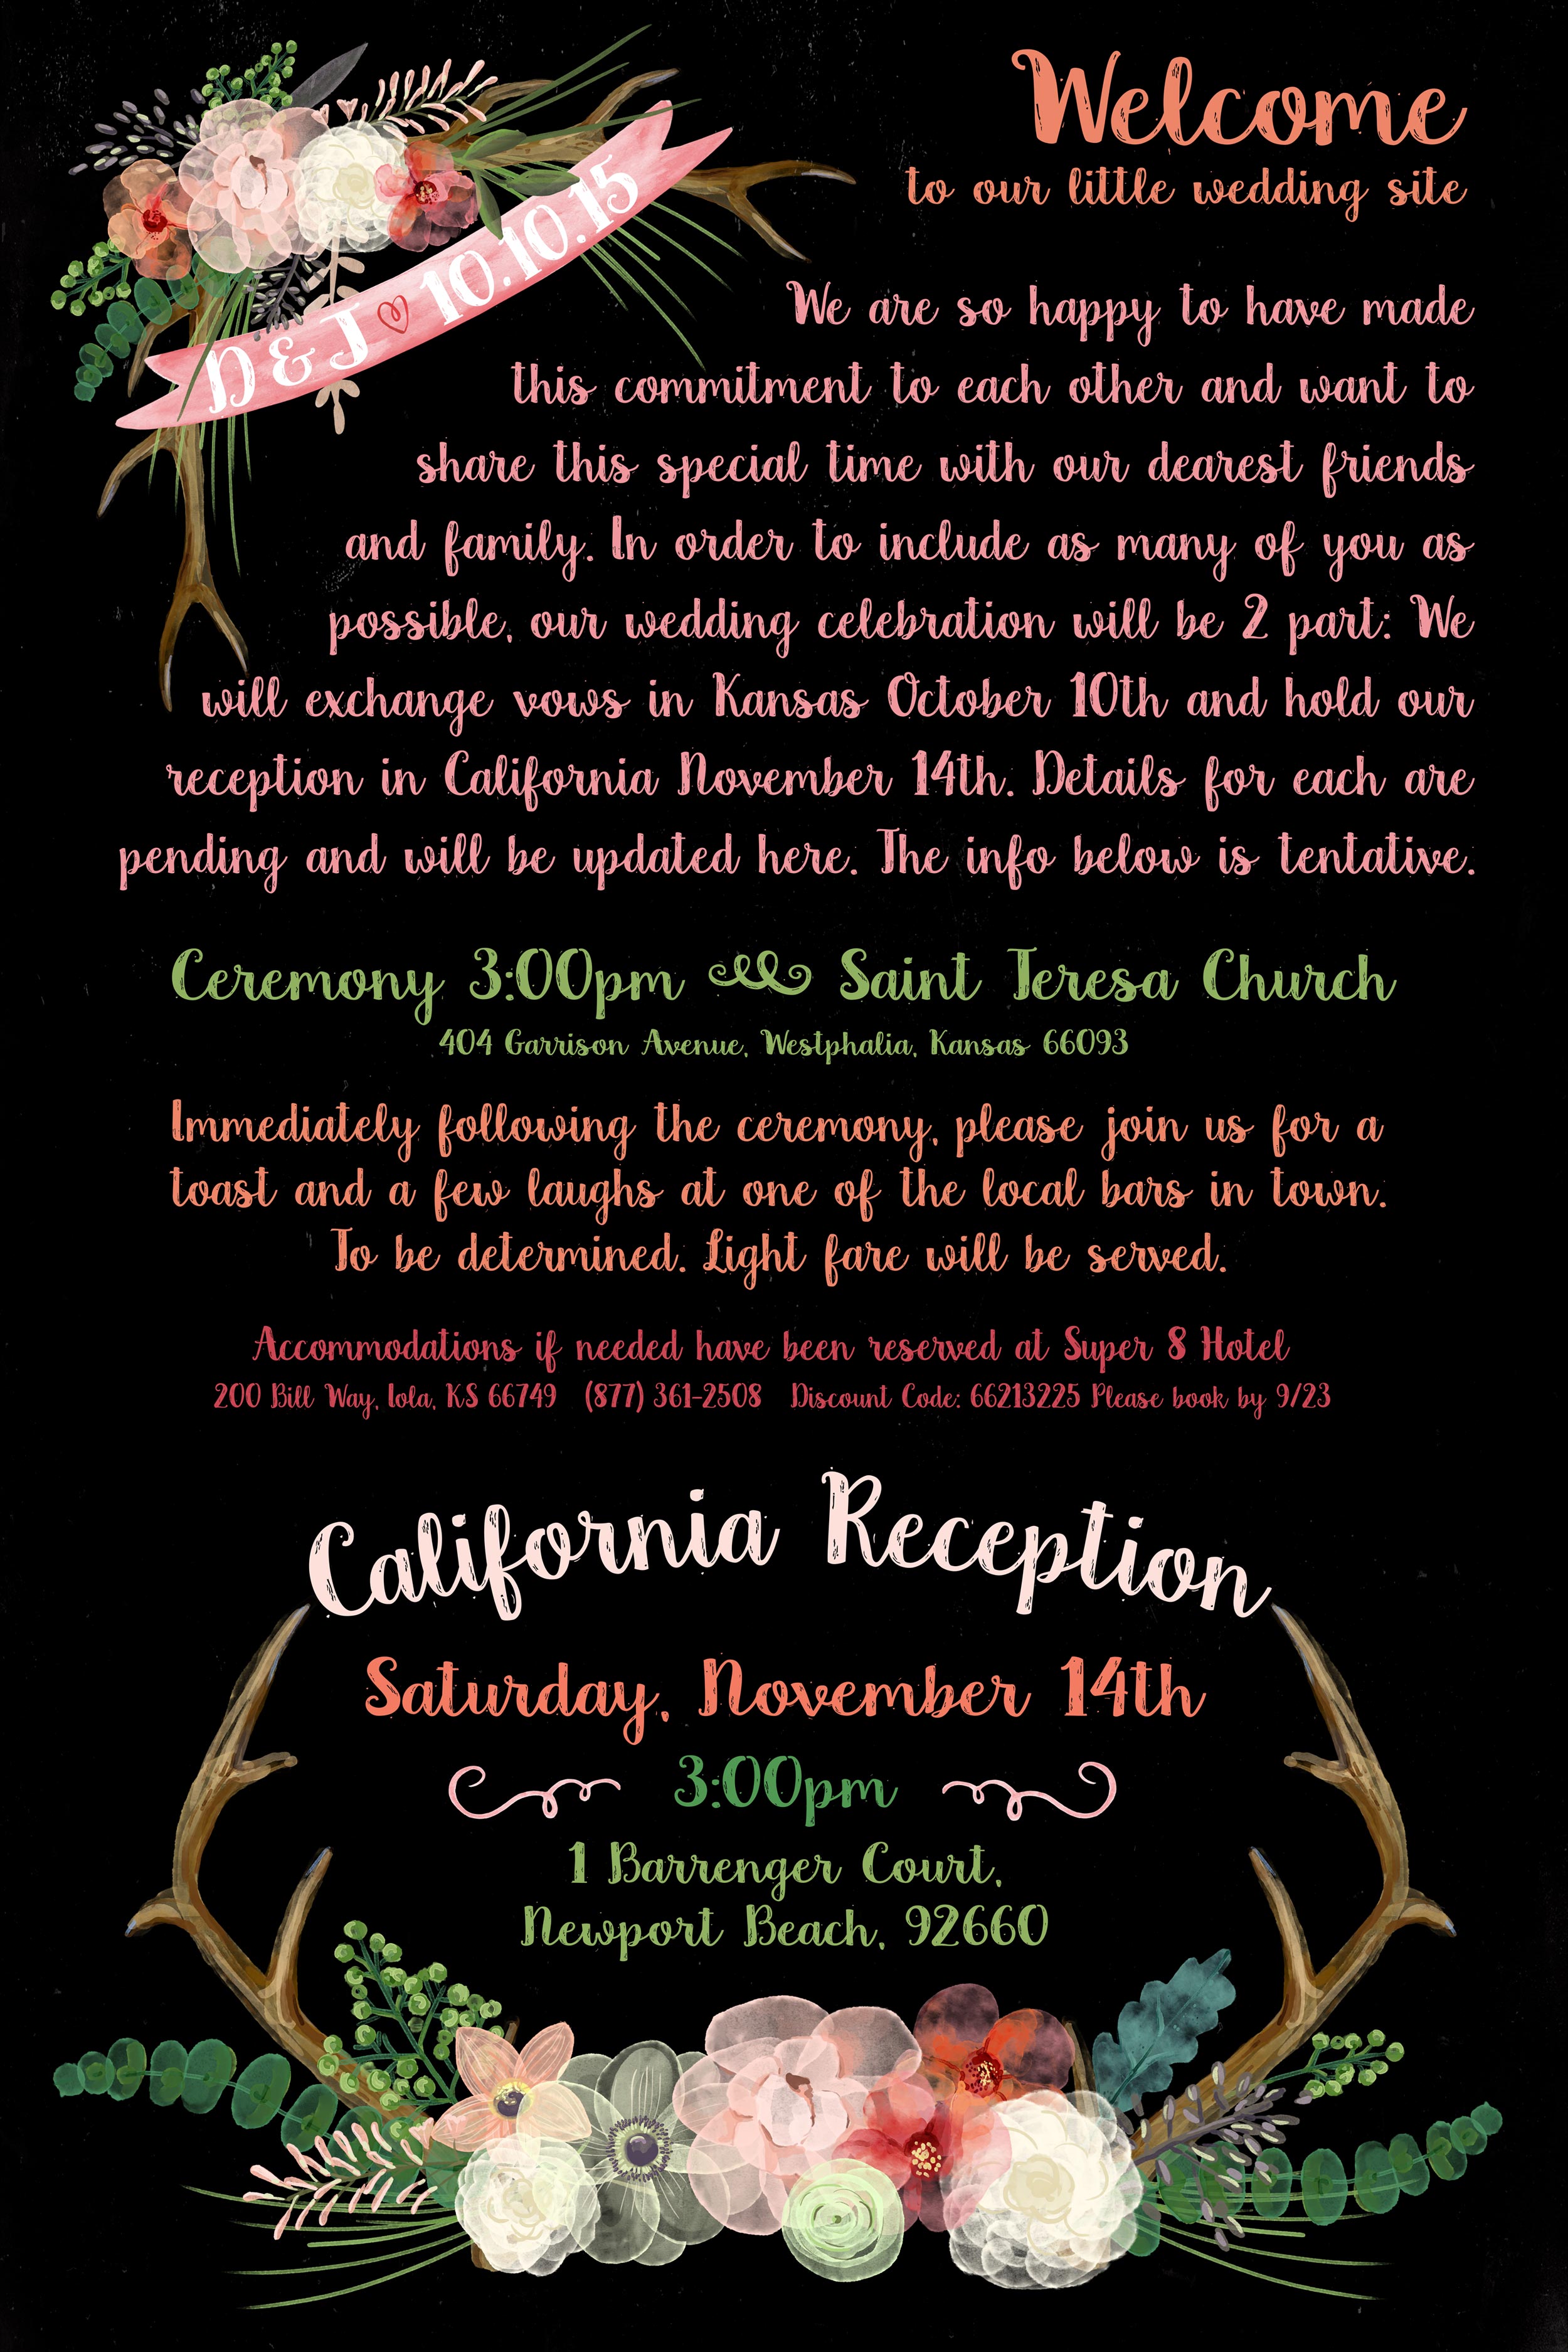 D & J ♡ 10.10.15
Welcome
to our little wedding site
We are so happy to have made
this commitment to each other and want to
share this special time with our dearest friends
and family. In order to include as many of you as
possible, our wedding celebration will be 2 part: We
will exchange vows in Kansas October 10th and hold our
reception in California November 14th. Details for each are
pending and will be updated here. The info below is tentative.
Ceremony 3:00pm Saint Teresa Church
404 Garrison Avenue, Westphalia, Kansas 66093
Immediately following the ceremony, please join us for a
toast and a few laughs at one of the local bars in town.
To be determined. Light fare will be served.
Accommodations if needed have been reserved at Super 8 Hotel
200 Bill Way, Iola, KS 66749 (877) 361-2508 Discount Code: 66213225 Please book by 9/23
California Reception
Saturday, November 14th
3:00pm
1 Barrenger Court,
Newport Beach, 92660